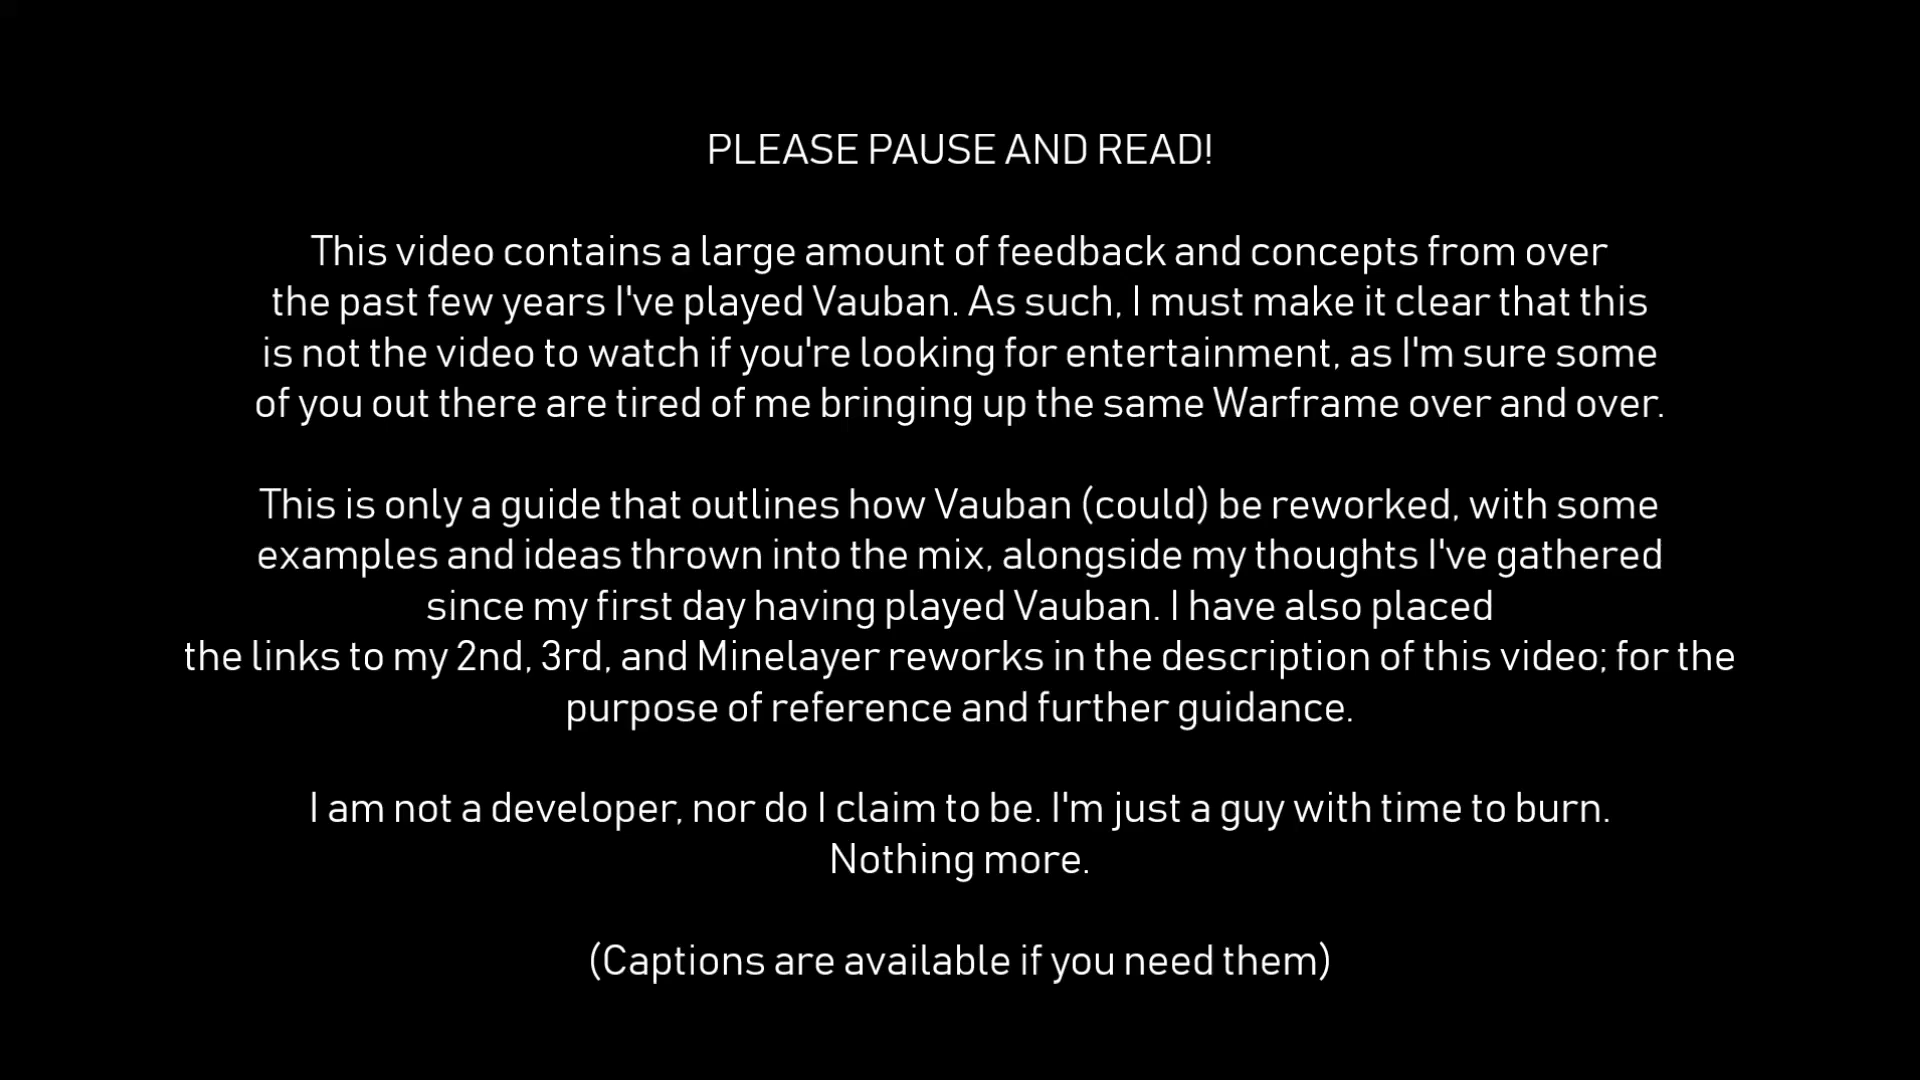 PLEASE PAUSE AND READ!
This video contains a large amount of feedback and concepts from over
the past few years I've played Vauban. As such, I must make it clear that this
is not the video to watch if you're looking for entertainment, as I'm sure some
of you out there are tired of me bringing up the same Warframe over and over.
This is only a guide that outlines how Vauban (could) be reworked, with some
examples and ideas thrown into the mix, alongside my thoughts I've gathered
since my first day having played Vauban. I have also placed
the links to my 2nd, 3rd, and Minelayer reworks in the description of this video; for the
purpose of reference and further guidance.
I am not a developer, nor do I claim to be. I'm just a guy with time to burn.
Nothing more.
(Captions are available if you need them)